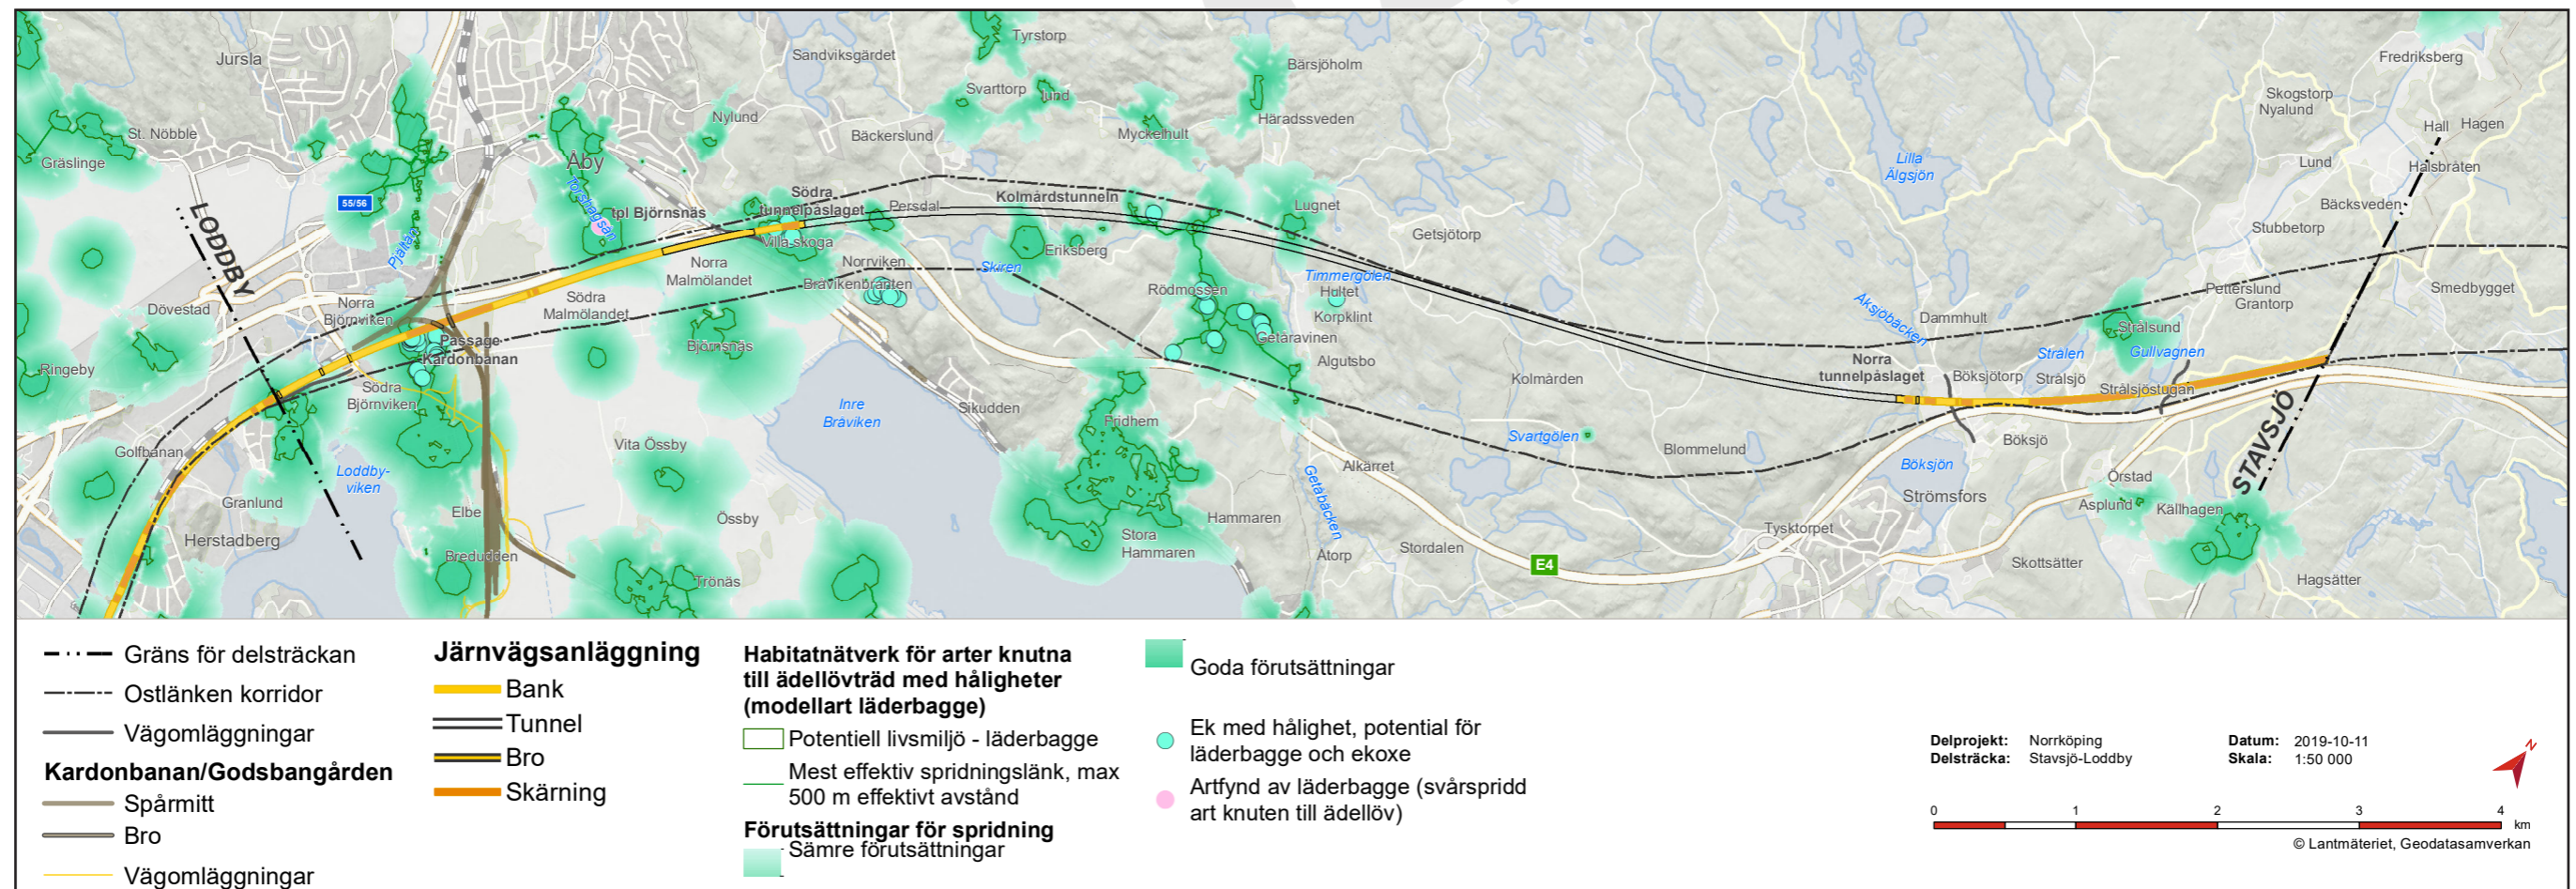 Tyrstorp
Fredriksberg
Sandviksgärdet
Jursla
Bärsjöholm
Svarttorp
lund
Skogstorp
Nyalund
Nylund
Häradssveden
Hall
Hagen
St. Nöbble
Bäckerslund
Myckelhult
Gräslinge
Åby
Lilla
Älgsjön
Lund
Halsbråten
Torshagsån
Södra
tunnelpåslaget
Kolmårdstunneln
55/56
Persdal
Lugnet
Bäcksveden
LODDBY
tpl Björnsnäs
Stubbetorp
Pjältån
Villa skoga
Getsjötorp
Eriksberg
Norra
Malmölandet
Norrviken
Skiren
Timmergölen
Hultet
Bråvikenbranten
Rödmossen
Petterslund
Grantorp
Smedbygget
Dövestad
Norra
Björnviken
Södra
Malmölandet
Korpklint
Aksjöbäcken
Dammhult
Strålsund
Passage
Kardonbanan
Björnsnäs
Getåravinen
Strålen
Gullvagnen
Ringeby
Algutsbo
Norra
tunnelpåslaget
Kolmården
Böksjötorp
Strålsjö
Strålsjöstugan
Södra
Björnviken
Inre
Bråviken
Sikudden
Fridhem
STAVSJÖ
Golfbanan
Vita Össby
Svartgölen
Blommelund
Böksjö
Loddby-
viken
Alkärret
Böksjön
Örstad
Granlund
Getåbäcken
Strömsfors
Asplund
Källhagen
Elbe
Össby
Hammaren
Herstadberg
Stora
Hammaren
Tysktorpet
Bredudden
Åtorp
Stordalen
E4
Skottsätter
Trönäs
Hagsätter
Gräns för delsträckan
Ostlänken korridor
Vägomläggningar
Kardonbanan/Godsbangården
Spårmitt
Bro
Vägomläggningar
Järnvägsanläggning
Bank
Tunnel
Bro
Skärning
Habitatnätverk för arter knutna
till ädellövträd med håligheter
(modellart läderbagge)
Potentiell livsmiljö - läderbagge
Mest effektiv spridningslänk, max
500 m effektivt avstånd
Förutsättningar för spridning
Sämre förutsättningar
Goda förutsättningar
Ek med hålighet, potential för
läderbagge och ekoxe
Artfynd av läderbagge (svårspridd
art knuten till ädellöv)
Delprojekt: Norrköping
Delsträcka: Stavsjö-Loddby
Datum: 2019-10-11
Skala: 1:50 000
N
0 1 2 3 4
km
© Lantmäteriet, Geodatasamverkan